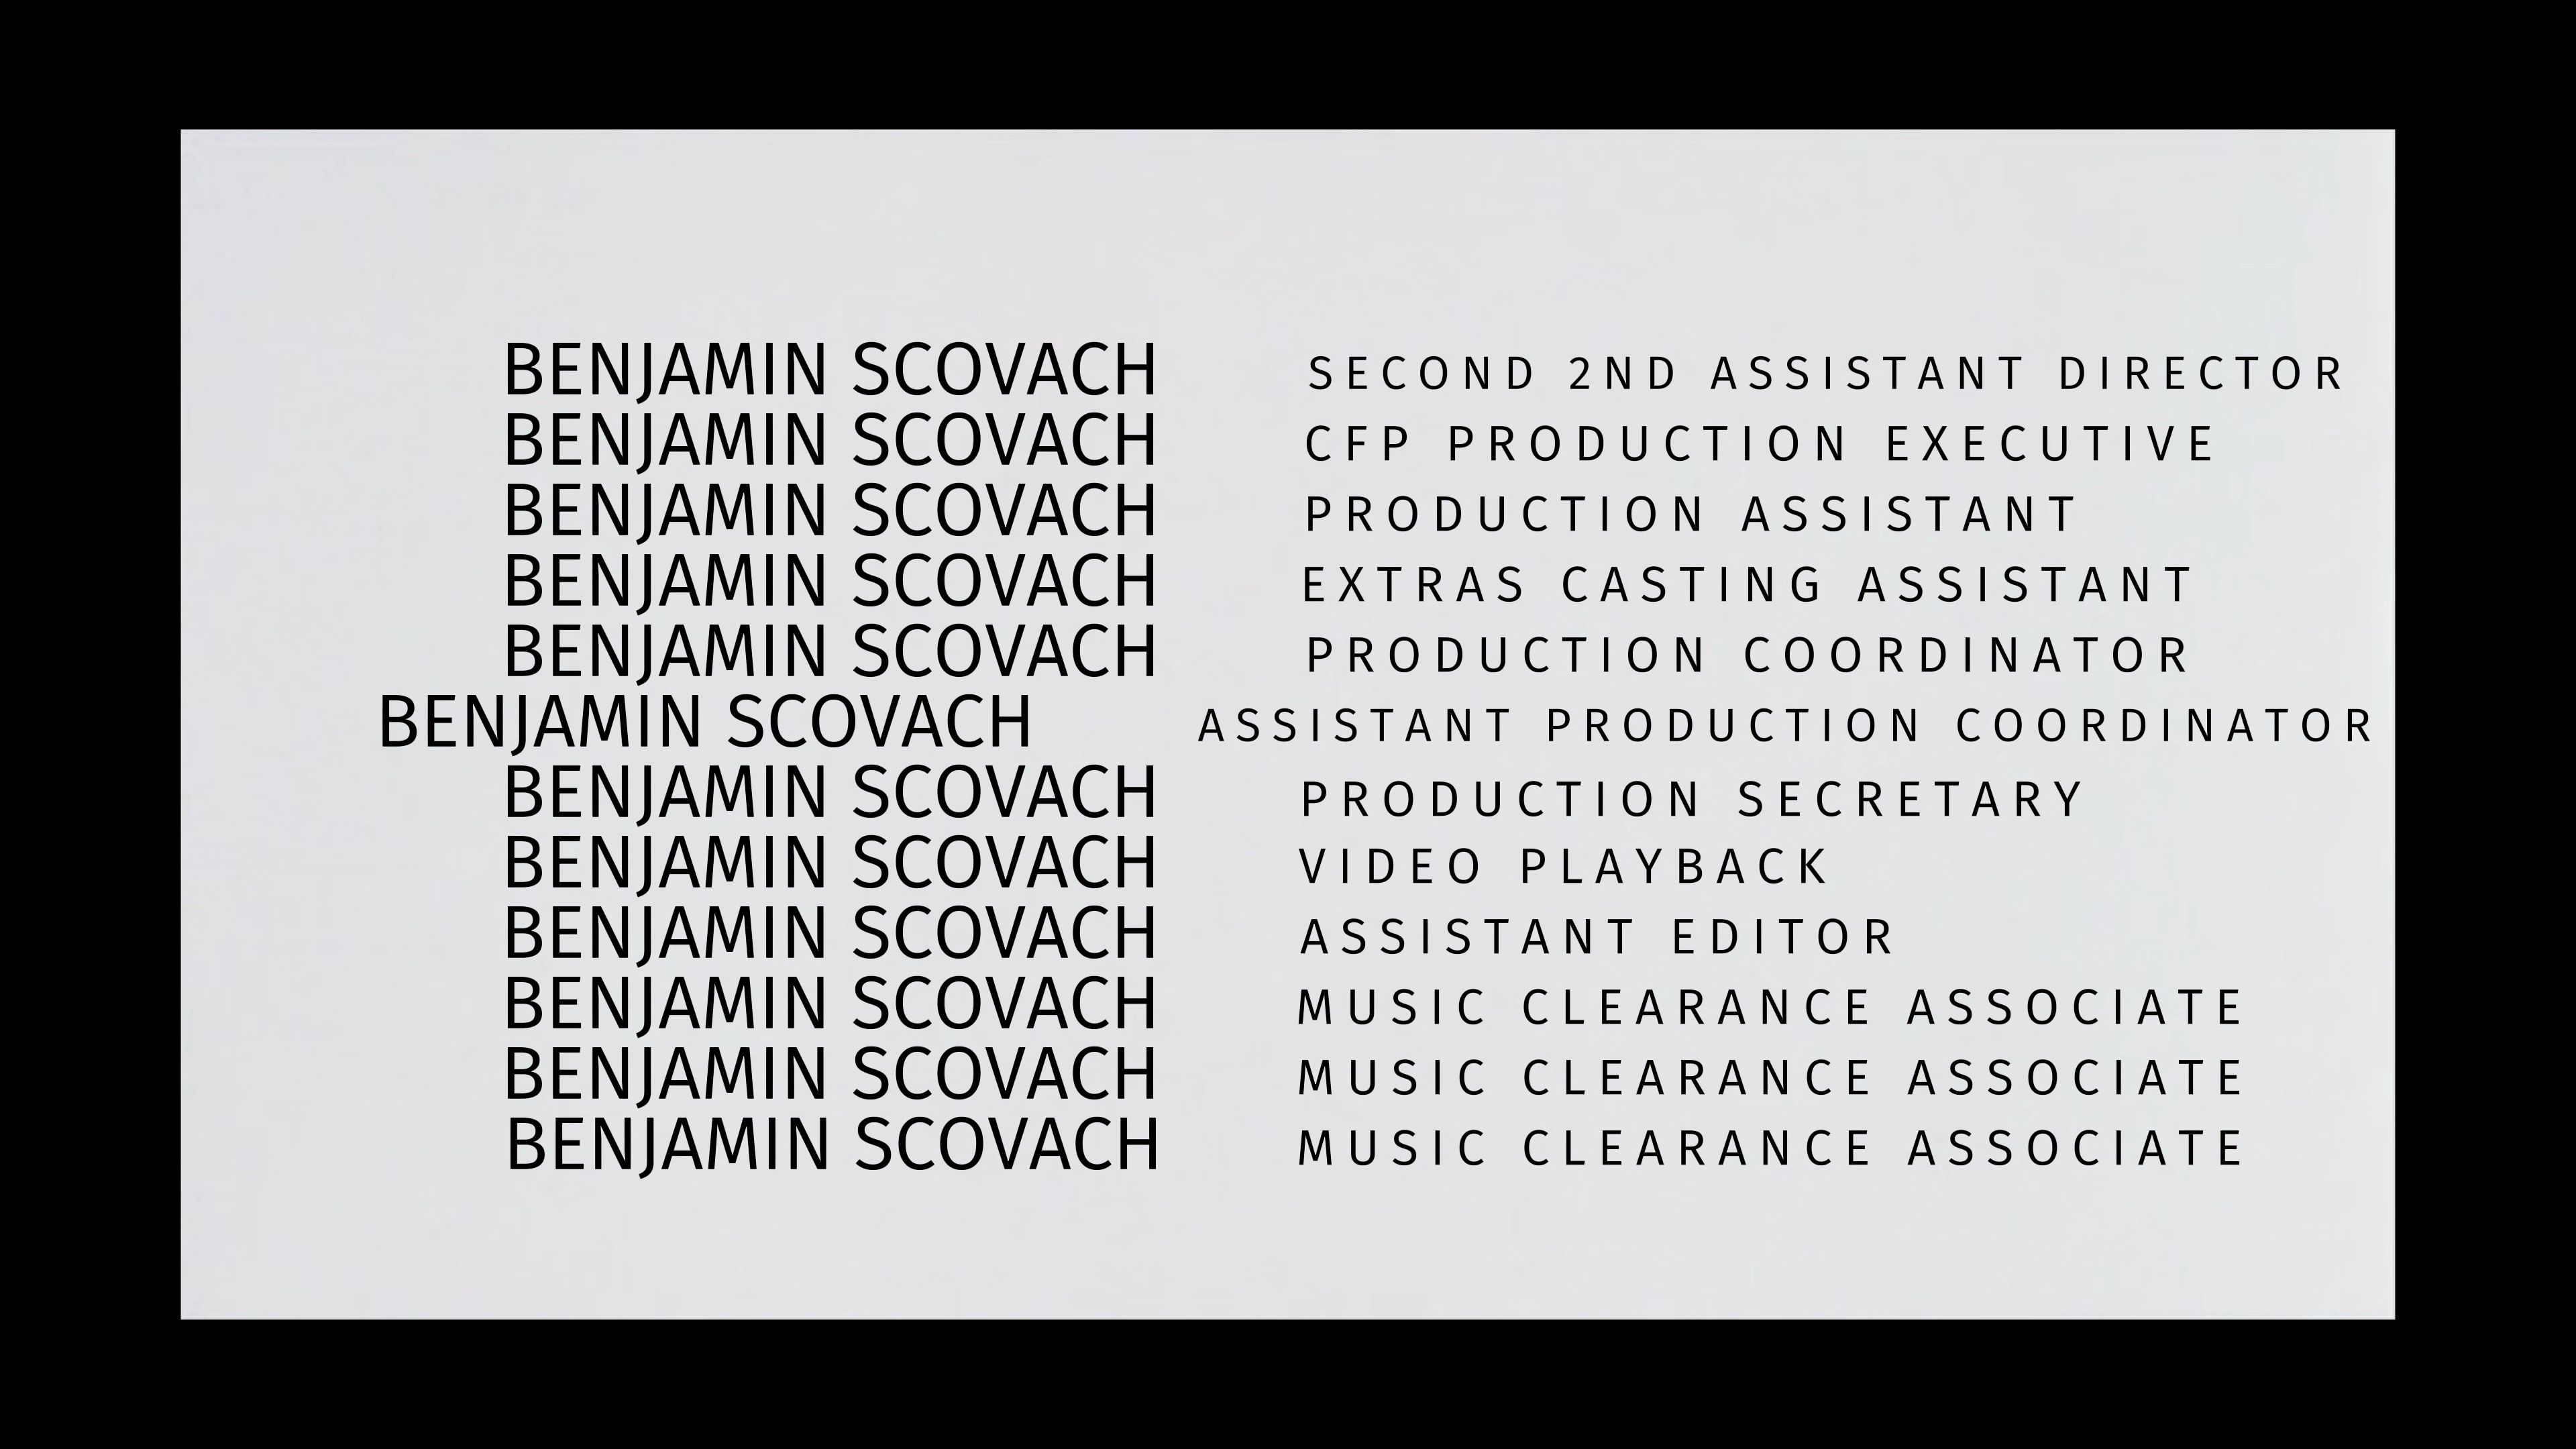 BENJAMIN SCOVACH SECOND 2ND ASSISTANT DIRECTOR
BENJAMIN SCOVACH CFP PRODUCTION EXECUTIVE
BENJAMIN SCOVACH PRODUCTION ASSISTANT
BENJAMIN SCOVACH EXTRAS CASTING ASSISTANT
BENJAMIN SCOVACH PRODUCTION COORDINATOR
BENJAMIN SCOVACH ASSISTANT PRODUCTION COORDINATOR
BENJAMIN SCOVACH PRODUCTION SECRETARY
BENJAMIN SCOVACH VIDEO PLAYBACK
BENJAMIN SCOVACH ASSISTANT EDITOR
BENJAMIN SCOVACH MUSIC CLEARANCE ASSOCIATE
BENJAMIN SCOVACH MUSIC CLEARANCE ASSOCIATE
BENJAMIN SCOVACH MUSIC CLEARANCE ASSOCIATE